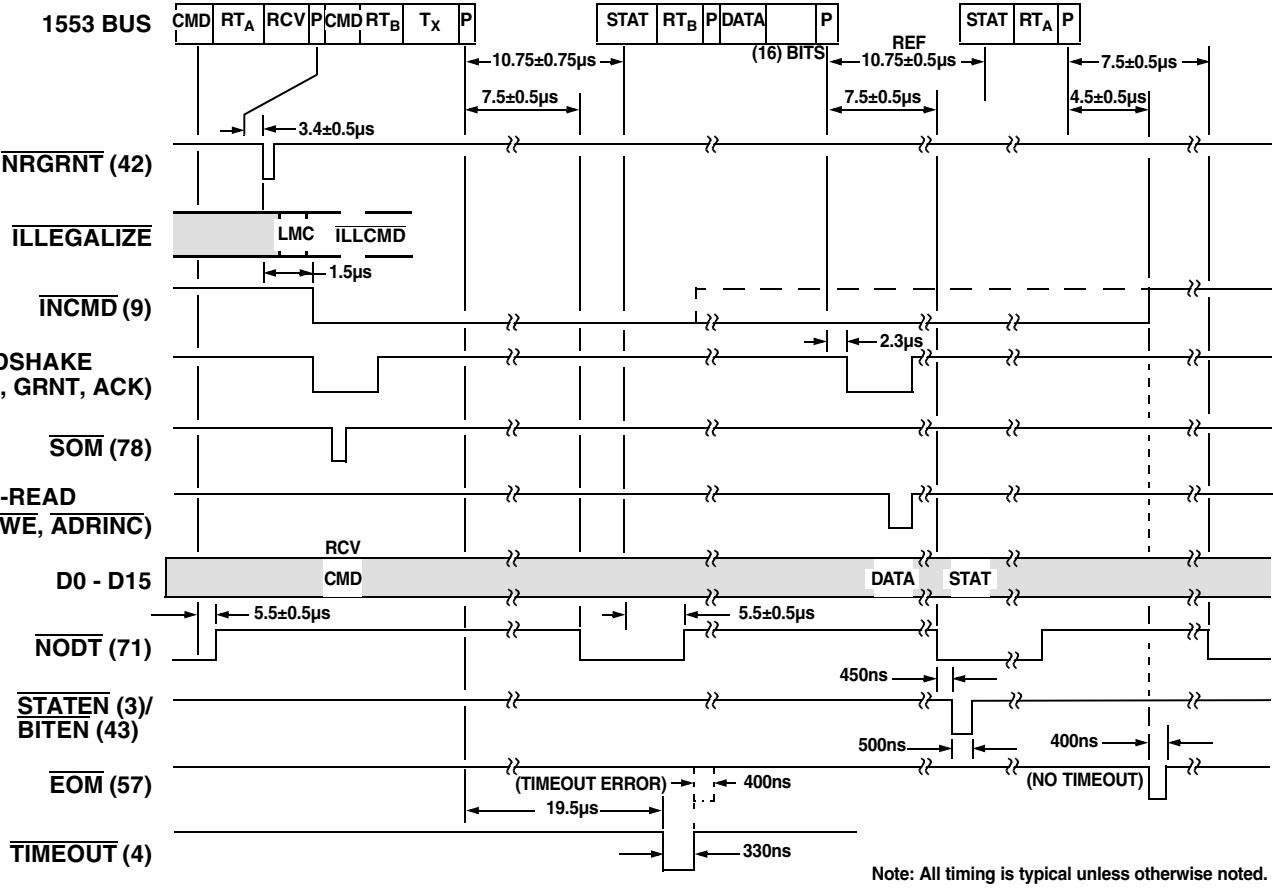 1553 BUS
CMD RTA RCV P CMD RTB TX P
STAT RTB P DATA P
STAT RTA P
(16) BITS
REF
10.75±0.75µs
10.75±0.5µs
7.5±0.5µs
7.5±0.5µs
7.5±0.5µs
4.5±0.5µs
3.4±0.5µs
NRGRNT (42)
ILLEGALIZE
LMC ILLCMD
1.5µs
INCMD (9)
2.3µs
DSHAKE
, GRNT, ACK)
SOM (78)
-READ
WE, ADRINC)
RCV
D0 - D15
CMD
DATA
STAT
5.5±0.5µs
5.5±0.5µs
NODT (71)
450ns
STATEN (3)/
BITEN (43)
500ns
400ns
EOM (57)
(TIMEOUT ERROR)
400ns
(NO TIMEOUT)
19.5µs
TIMEOUT (4)
330ns
Note: All timing is typical unless otherwise noted.